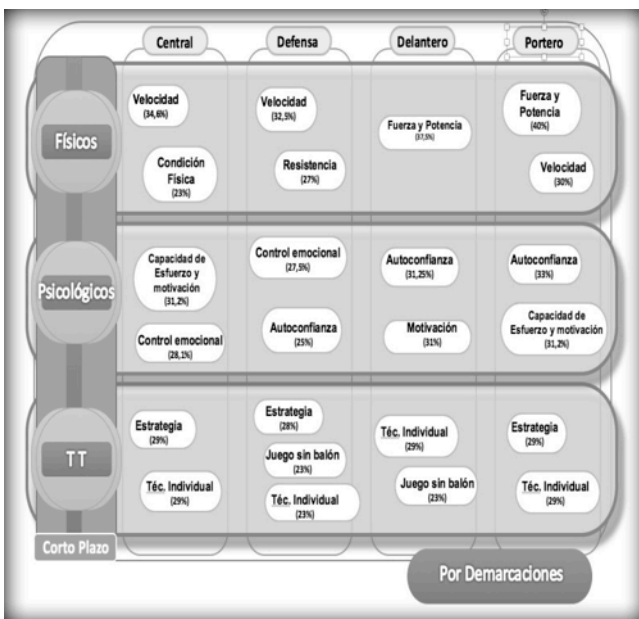 Central
Defensa
Delantero
Portero
Físicos
Velocidad
(34,6%)
Condición
Física
(23%)
Velocidad
(32,5%)
Resistencia
(27%)
Fuerza y Potencia
(37,5%)
Fuerza y
Potencia
(40%)
Velocidad
(30%)
Psicológicos
Capacidad de
Esfuerzo y
motivación
(31,2%)
Control emocional
(28,1%)
Control emocional
(27,5%)
Autoconfianza
(25%)
Autoconfianza
(31,25%)
Motivación
(31%)
Autoconfianza
(33%)
Capacidad de
Esfuerzo y motivación
(31,2%)
TT
Estrategia
(29%)
Téc. Individual
(29%)
Estrategia
(28%)
Juego sin balón
(23%)
Téc. Individual
(23%)
Téc. Individual
(29%)
Juego sin balón
(23%)
Estrategia
(29%)
Téc. Individual
(29%)
Corto Plazo
Por Demarcaciones